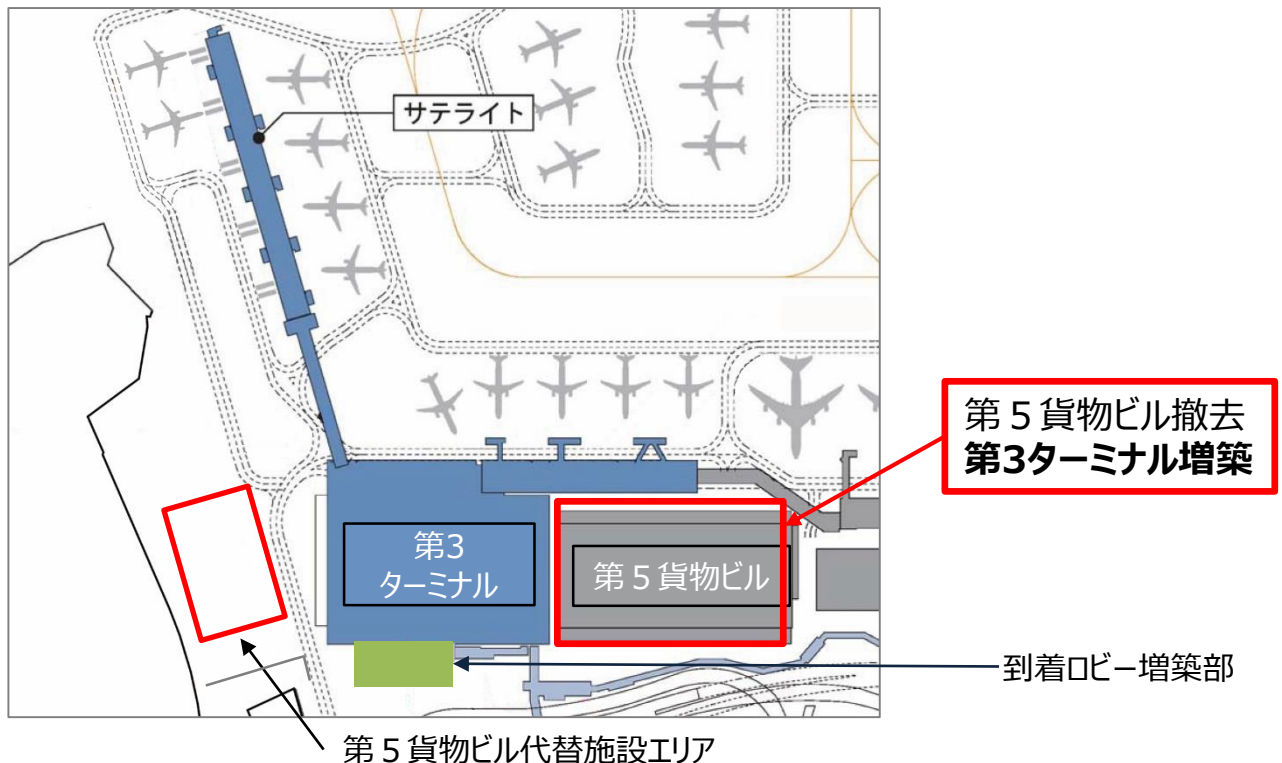 サテライト
第５貨物ビル撤去
第3ターミナル増築
第3
ターミナル
第５貨物ビル
到着ロビー増築部
第５貨物ビル代替施設エリア